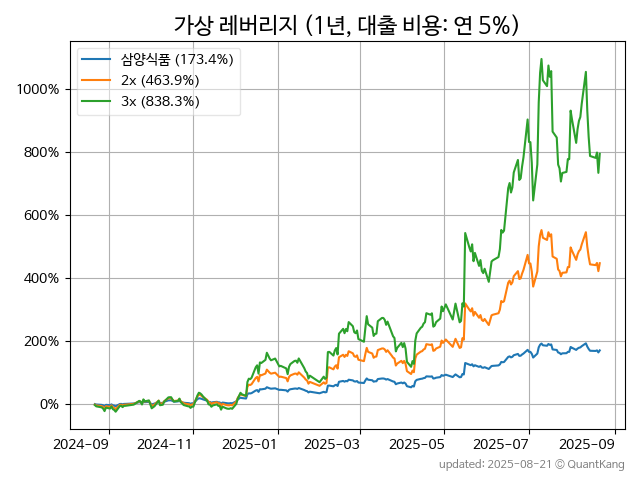 가상 레버리지 (1년, 대출 비용: 연 5%)
삼양식품 (173.4%)
2x (463.9%)
3x (838.3%)
1000%
800%
600%
400%
200%
0%
2024-09 2024-11 2025-01 2025-03 2025-05 2025-07 2025-09
updated: 2025-08-21 © QuantKang